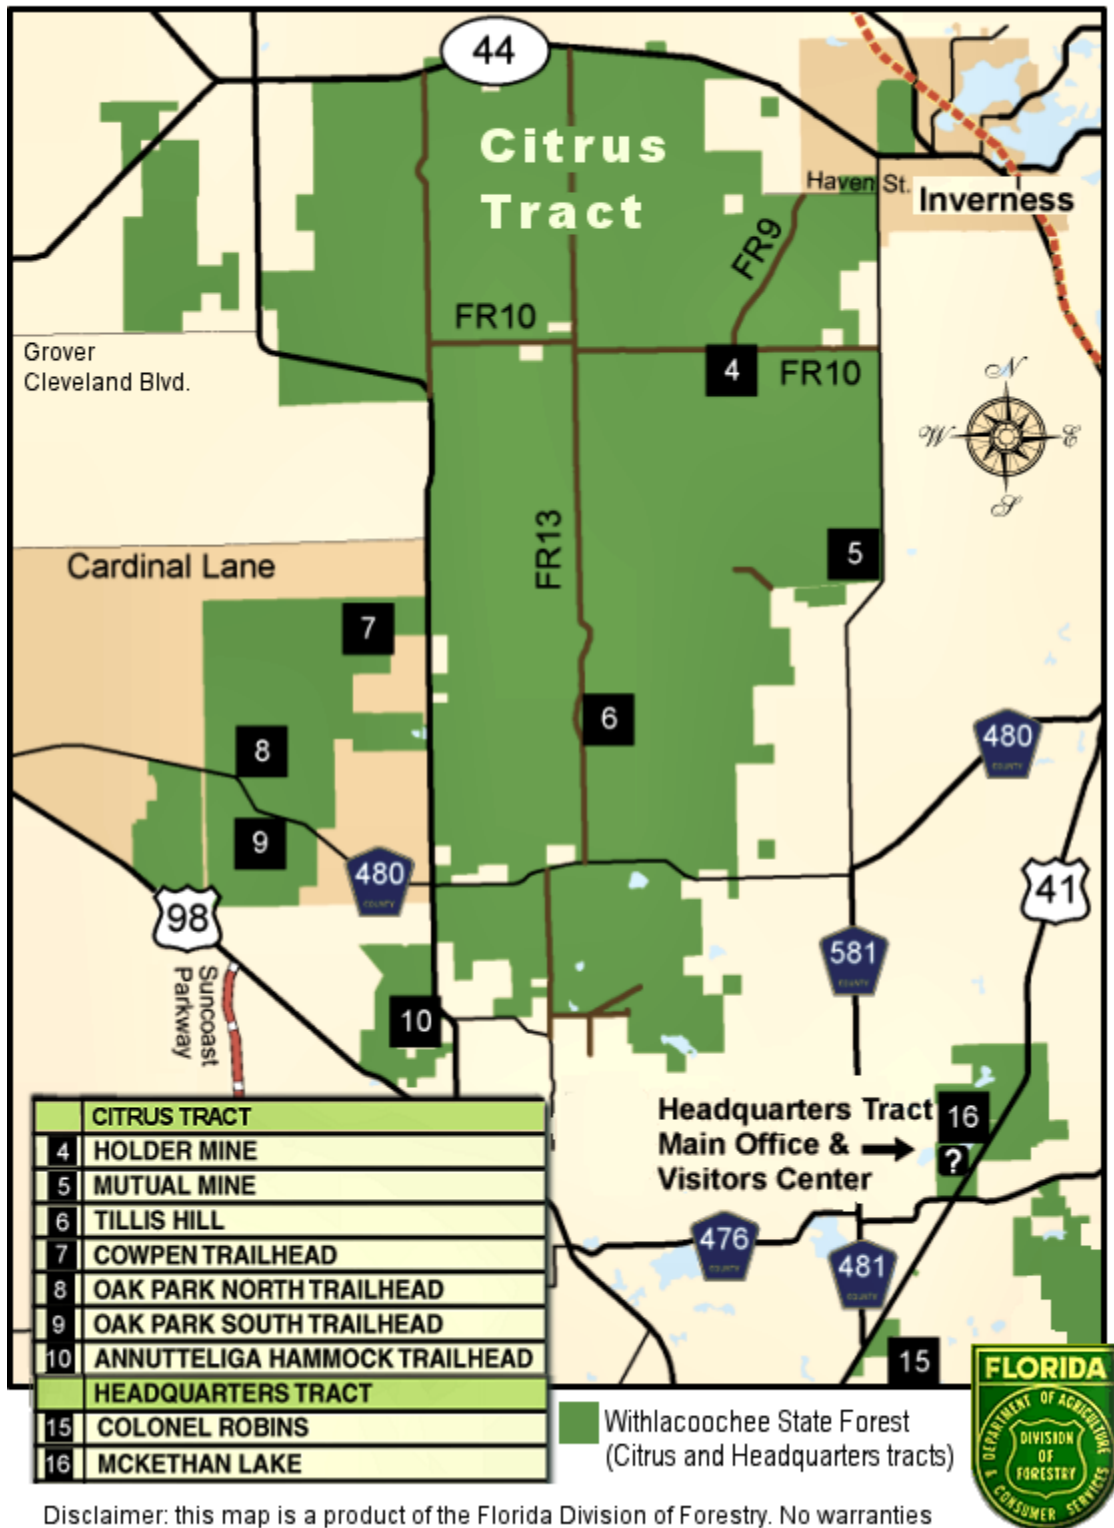 44
Citrus
Tract
Haven St.
Inverness
FR9
FR10
4
FR10
Grover
Cleveland Blvd.
N
W
E
S
FR13
5
Cardinal Lane
7
6
8
480
COUNTY
9
480
COUNTY
41
98
581
COUNTY
Suncoast
Parkway
10
Headquarters Tract
Main Office &
Visitors Center
16
?
476
COUNTY
481
COUNTY
15
CITRUS TRACT
4 HOLDER MINE
5 MUTUAL MINE
6 TILLIS HILL
7 COWPEN TRAILHEAD
8 OAK PARK NORTH TRAILHEAD
9 OAK PARK SOUTH TRAILHEAD
10 ANNUTTELIGA HAMMOCK TRAILHEAD
HEADQUARTERS TRACT
15 COLONEL ROBINS
16 MCKETHAN LAKE
Withlacoochee State Forest
(Citrus and Headquarters tracts)
FLORIDA
DEPARTMENT OF AGRICULTURE
& CONSUMER SERVICES
DIVISION
OF
FORESTRY
Disclaimer: this map is a product of the Florida Division of Forestry. No warranties